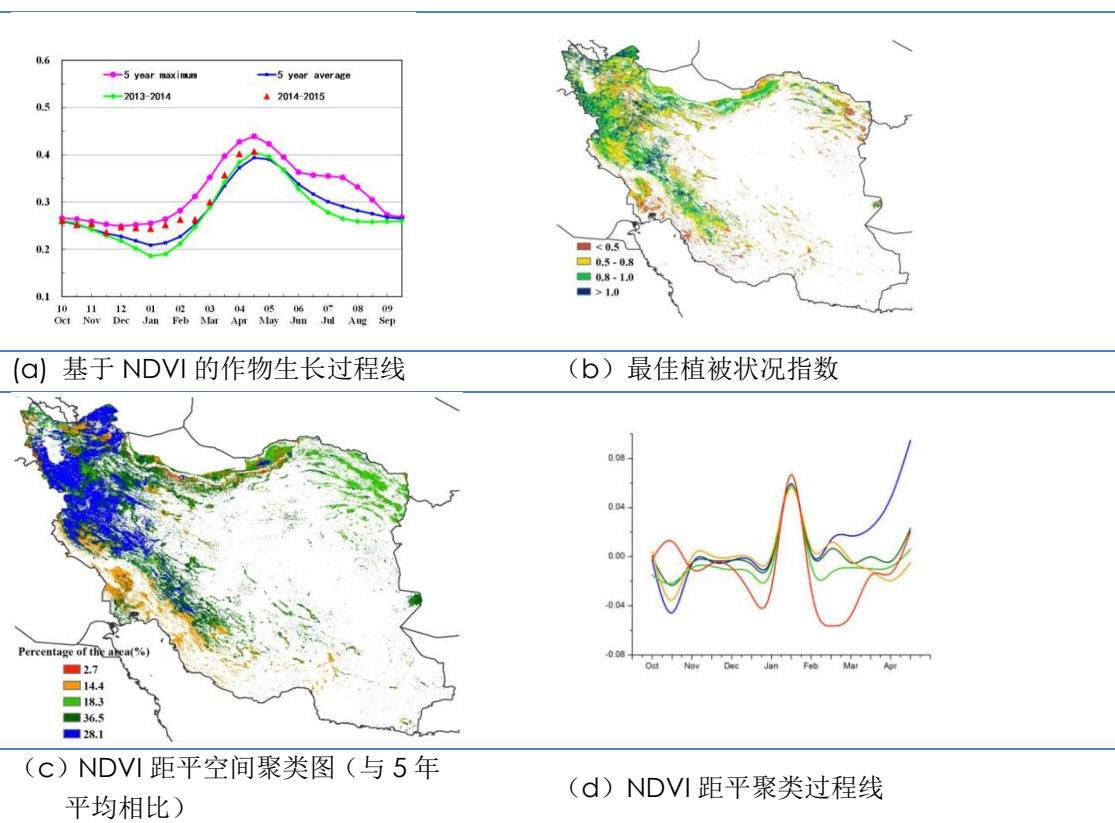 0.6
5 year maximum
5 year average
2013-2014
2014-2015
0.5
0.4
0.3
0.2
0.1
10 11 12 01 02 03 04 05 06 07 08 09
Oct Nov Dec Jan Feb Mar Apr May Jun Jul Aug Sep
< 0.5
0.5 - 0.8
0.8 - 1.0
> 1.0
(a) 基于 NDVI 的作物生长过程线
（b）最佳植被状况指数
Percentage of the area(%)
2.7
14.4
18.3
36.5
28.1
0.08
0.04
0.00
-0.04
-0.08
Oct Nov Dec Jan Feb Mar Apr
（c）NDVI 距平空间聚类图（与 5 年
平均相比）
（d）NDVI 距平聚类过程线